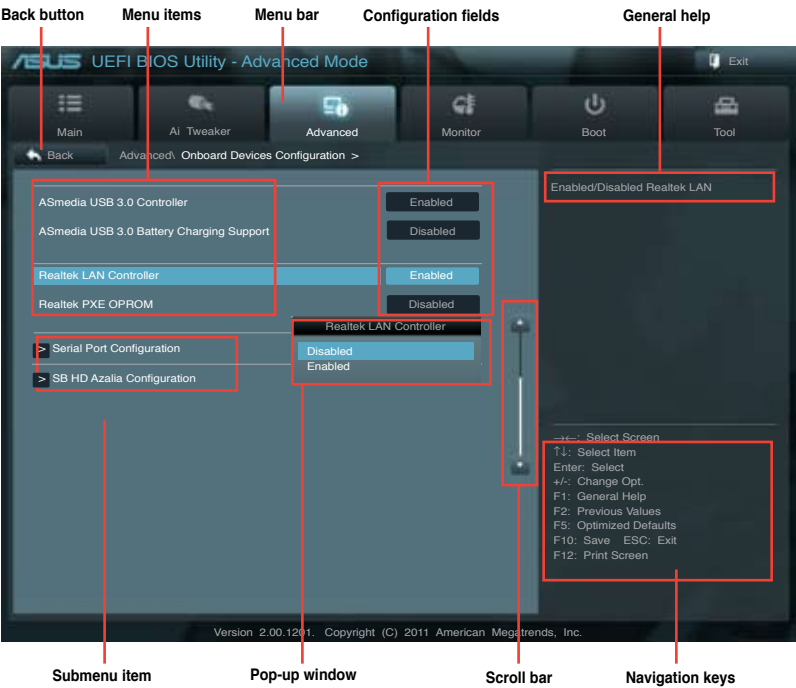 Back button Menu items Menu bar Configuration fields General help
ASUS UEFI BIOS Utility - Advanced Mode Exit
Main Ai Tweaker Advanced Monitor Boot Tool
Back Advanced\ Onboard Devices Configuration >
Enabled/Disabled Realtek LAN
ASmedia USB 3.0 Controller Enabled
ASmedia USB 3.0 Battery Charging Support Disabled
Realtek LAN Controller Enabled
Realtek PXE OPROM Disabled
Realtek LAN Controller
Disabled
Enabled
> Serial Port Configuration
> SB HD Azalia Configuration
→←: Select Screen
↑↓: Select Item
Enter: Select
+/-: Change Opt.
F1: General Help
F2: Previous Values
F5: Optimized Defaults
F10: Save ESC: Exit
F12: Print Screen
Version 2.00.1201. Copyright (C) 2011 American Megatrends, Inc.
Submenu item Pop-up window Scroll bar Navigation keys